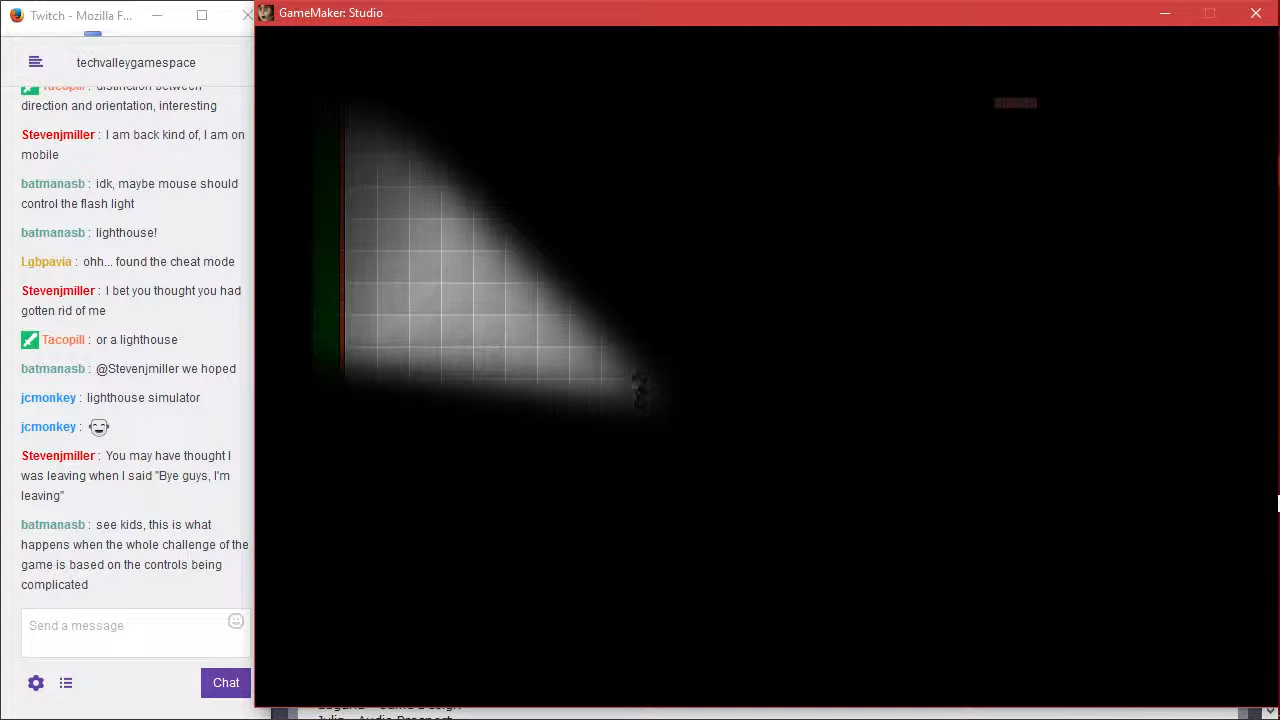 Twitch - Mozilla F...
GameMaker: Studio
techvalleygamespace
Tacopill : distinction between
direction and orientation, interesting
Stevenjmiller : I am back kind of, I am on
mobile
batmanasb : idk, maybe mouse should
control the flash light
batmanasb : lighthouse!
Lgbpavia : ohh... found the cheat mode
Stevenjmiller : I bet you thought you had
gotten rid of me
Tacopill : or a lighthouse
batmanasb : @Stevenjmiller we hoped
jcmonkey : lighthouse simulator
jcmonkey :
Stevenjmiller : You may have thought I
was leaving when I said "Bye guys, I'm
leaving"
batmanasb : see kids, this is what
happens when the whole challenge of the
game is based on the controls being
complicated
Send a message
Chat